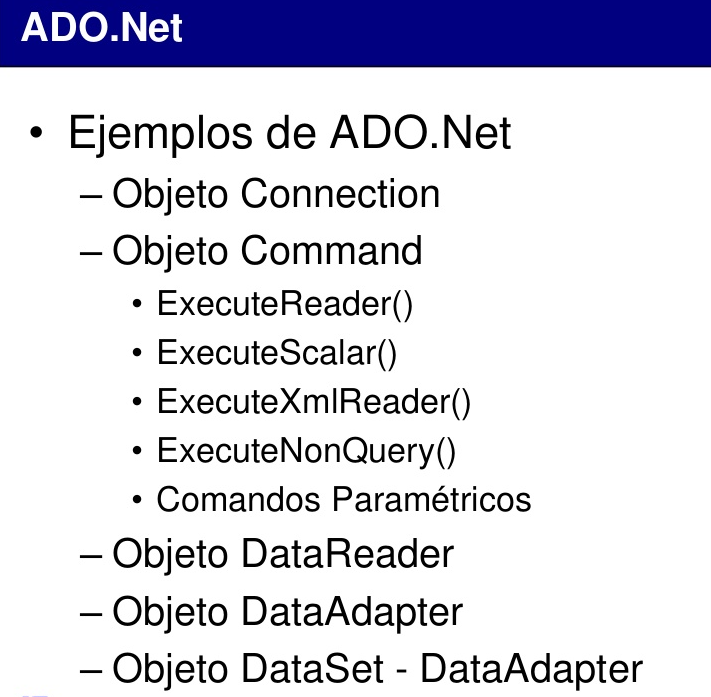 ADO.Net
• Ejemplos de ADO.Net
– Objeto Connection
– Objeto Command
• ExecuteReader()
• ExecuteScalar()
• ExecuteXmlReader()
• ExecuteNonQuery()
• Comandos Paramétricos
– Objeto DataReader
– Objeto DataAdapter
– Objeto DataSet - DataAdapter